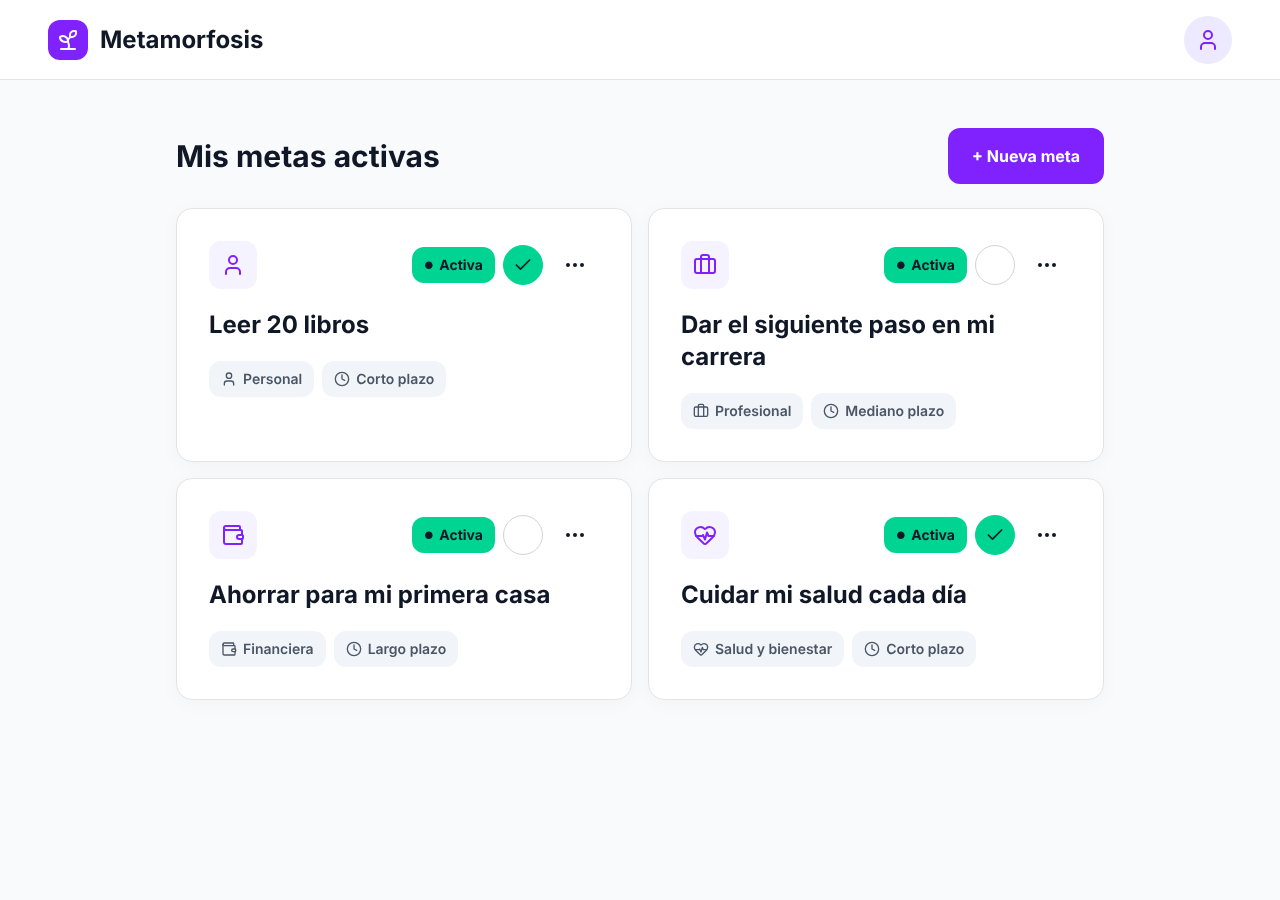 Metamorfosis
Mis metas activas
+ Nueva meta
Activa
Leer 20 libros
Personal
Corto plazo
Activa
Dar el siguiente paso en mi
carrera
Profesional
Mediano plazo
Activa
Ahorrar para mi primera casa
Financiera
Largo plazo
Activa
Cuidar mi salud cada día
Salud y bienestar
Corto plazo